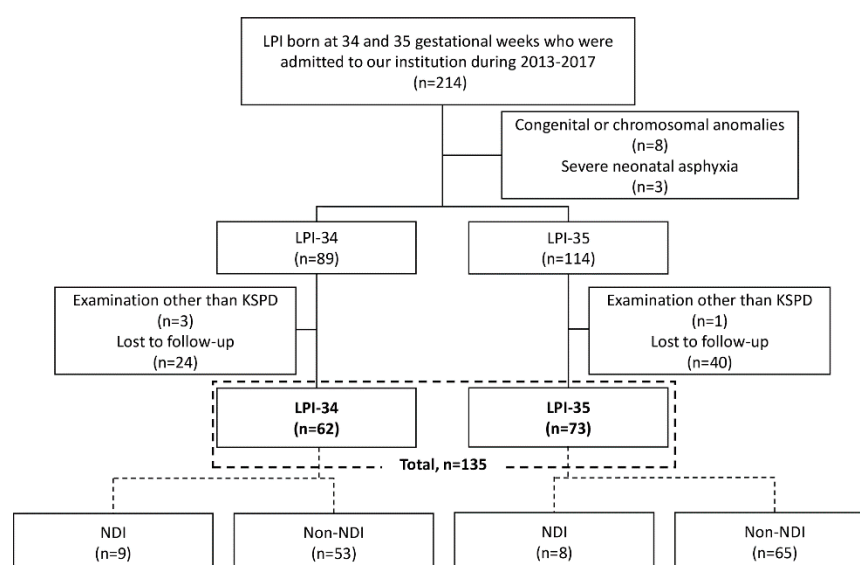 LPI born at 34 and 35 gestational weeks who were
admitted to our institution during 2013-2017
(n=214)
Congenital or chromosomal anomalies
(n=8)
Severe neonatal asphyxia
(n=3)
LPI-34
(n=89)
LPI-35
(n=114)
Examination other than KSPD
(n=3)
Lost to follow-up
(n=24)
Examination other than KSPD
(n=1)
Lost to follow-up
(n=40)
LPI-34
(n=62)
LPI-35
(n=73)
Total, n=135
NDI
(n=9)
Non-NDI
(n=53)
NDI
(n=8)
Non-NDI
(n=65)